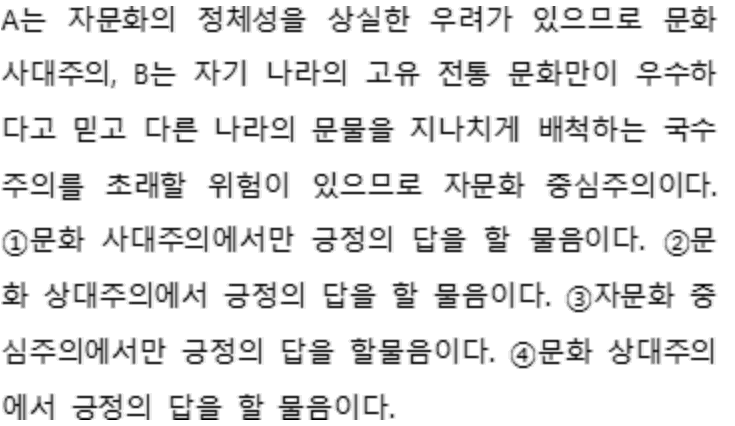 A는 자문화의 정체성을 상실한 우려가 있으므로 문화
사대주의, B는 자기 나라의 고유 전통 문화만이 우수하
다고 믿고 다른 나라의 문물을 지나치게 배척하는 국수
주의를 초래할 위험이 있으므로 자문화 중심주의이다.
①문화 사대주의에서만 긍정의 답을 할 물음이다. ②문
화 상대주의에서 긍정의 답을 할 물음이다. ③자문화 중
심주의에서만 긍정의 답을 할물음이다. ④문화 상대주의
에서 긍정의 답을 할 물음이다.